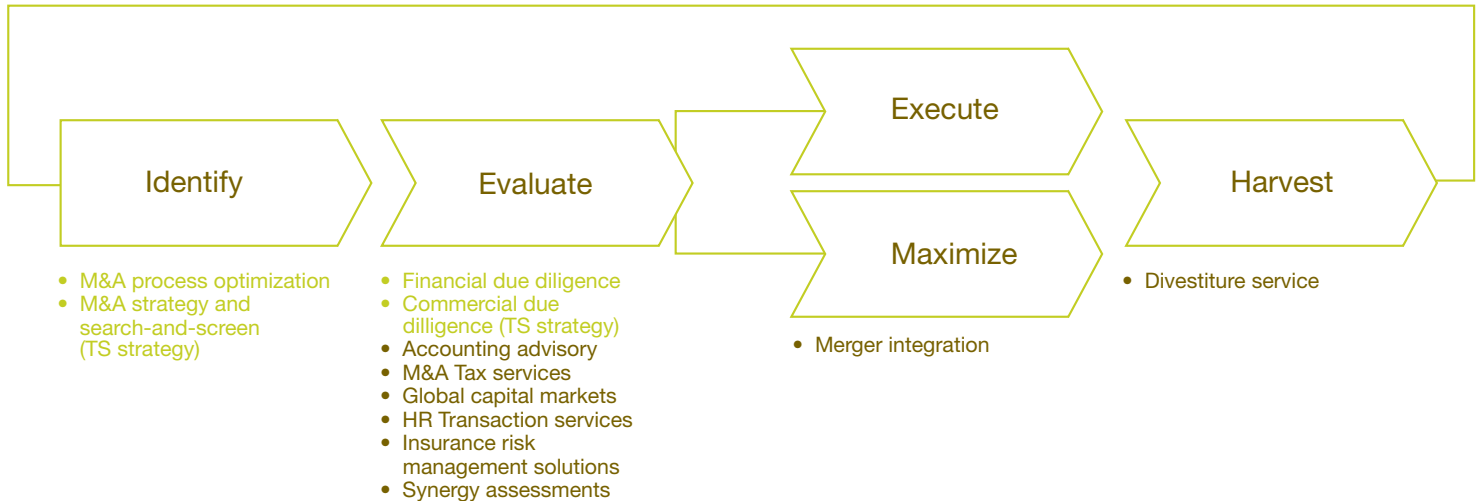 Identify
• M&A process optimization
• M&A strategy and
search-and-screen
(TS strategy)
Evaluate
• Financial due diligence
• Commercial due
dilligence (TS strategy)
• Accounting advisory
• M&A Tax services
• Global capital markets
• HR Transaction services
• Insurance risk
management solutions
• Synergy assessments
Execute
Maximize
• Merger integration
Harvest
• Divestiture service